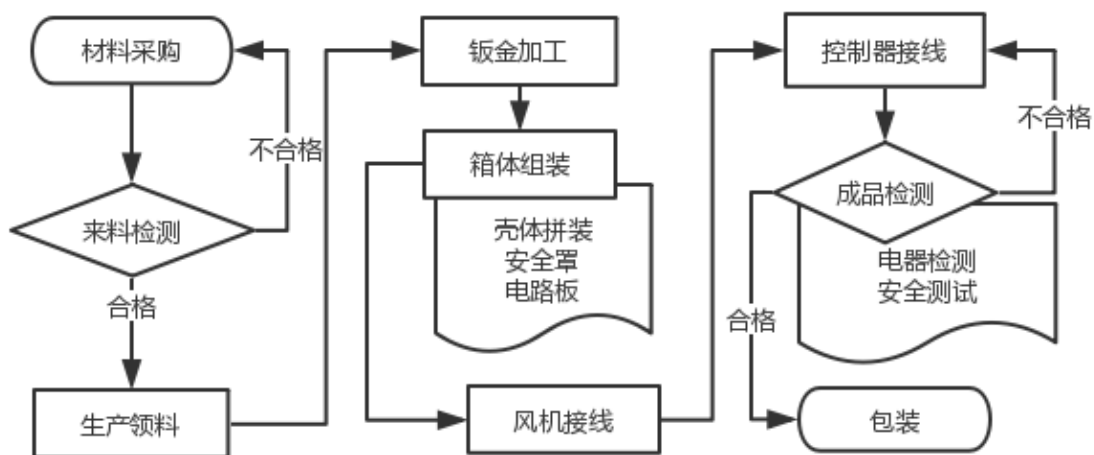 材料采购
不合格
来料检测
合格
生产领料
钣金加工
箱体组装
壳体拼装
安全罩
电路板
风机接线
控制器接线
不合格
成品检测
电器检测
安全测试
合格
包装